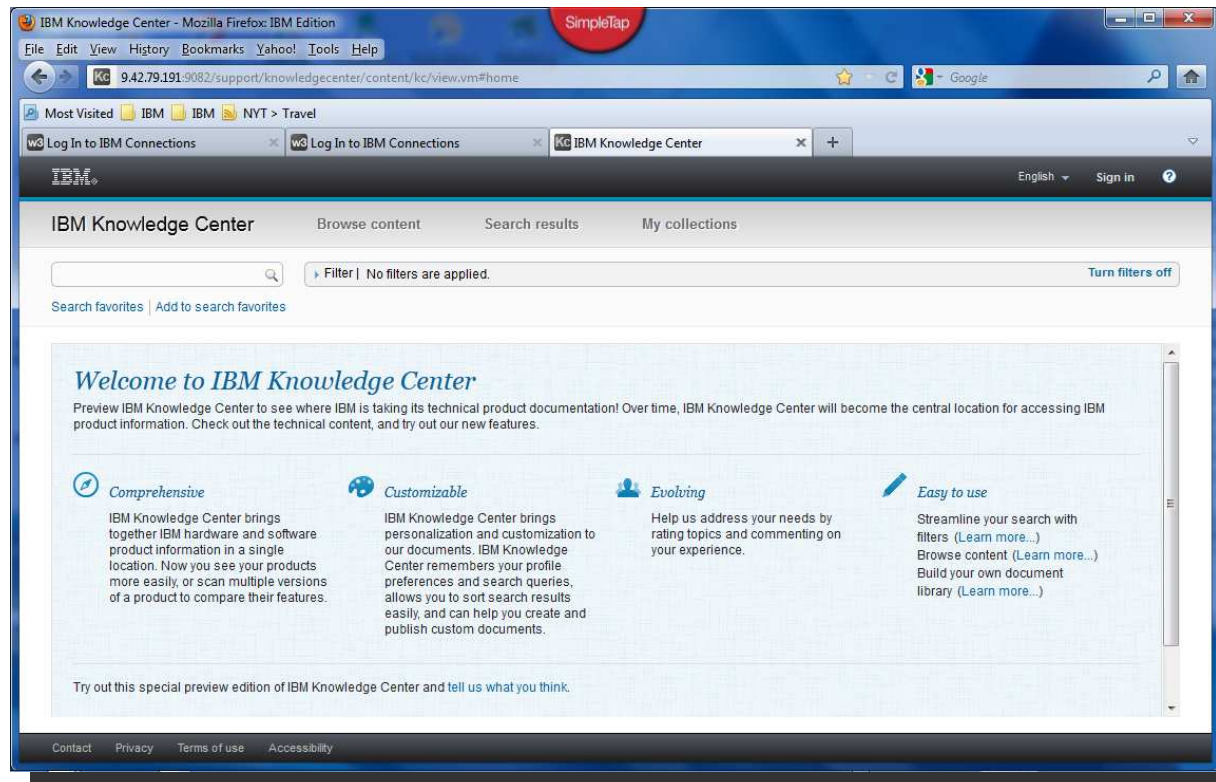 IBM Knowledge Center - Mozilla Firefox: IBM Edition
SimpleTap
File Edit View History Bookmarks Yahoo! Tools Help
Kc 9.42.79.191:9082/support/knowledgecenter/content/kc/view.vm#home
Google
Most Visited IBM IBM NYT > Travel
w3 Log In to IBM Connections w3 Log In to IBM Connections Kc IBM Knowledge Center
IBM
English Sign in ?
IBM Knowledge Center Browse content Search results My collections
Filter | No filters are applied. Turn filters off
Search favorites | Add to search favorites
Welcome to IBM Knowledge Center
Preview IBM Knowledge Center to see where IBM is taking its technical product documentation! Over time, IBM Knowledge Center will become the central location for accessing IBM
product information. Check out the technical content, and try out our new features.
Comprehensive
IBM Knowledge Center brings
together IBM hardware and software
product information in a single
location. Now you see your products
more easily, or scan multiple versions
of a product to compare their features.
Customizable
IBM Knowledge Center brings
personalization and customization to
our documents. IBM Knowledge
Center remembers your profile
preferences and search queries,
allows you to sort search results
easily, and can help you create and
publish custom documents.
Evolving
Help us address your needs by
rating topics and commenting on
your experience.
Easy to use
Streamline your search with
filters (Learn more...)
Browse content (Learn more...)
Build your own document
library (Learn more...)
Try out this special preview edition of IBM Knowledge Center and tell us what you think.
Contact Privacy Terms of use Accessibility